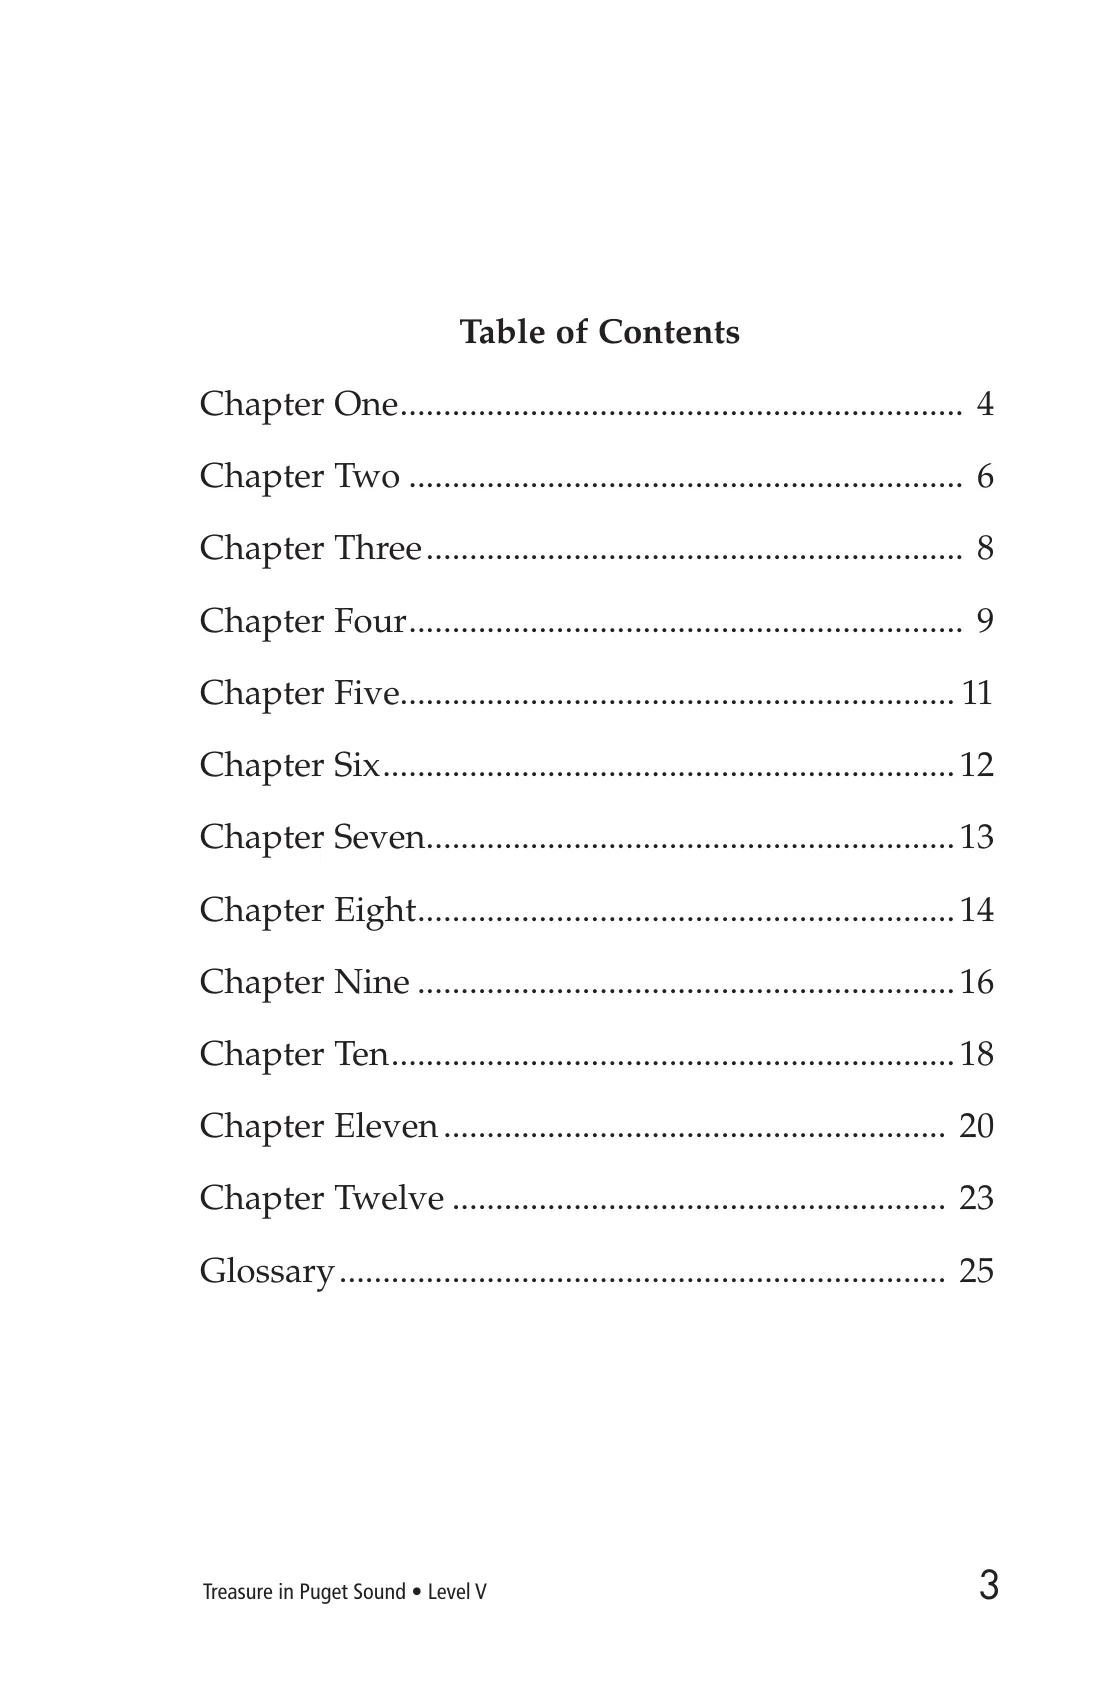 Table of Contents
Chapter One................................................................. 4
Chapter Two ................................................................ 6
Chapter Three.............................................................. 8
Chapter Four................................................................ 9
Chapter Five................................................................ 11
Chapter Six.................................................................. 12
Chapter Seven............................................................. 13
Chapter Eight.............................................................. 14
Chapter Nine .............................................................. 16
Chapter Ten................................................................. 18
Chapter Eleven.......................................................... 20
Chapter Twelve ......................................................... 23
Glossary...................................................................... 25
Treasure in Puget Sound • Level V 3